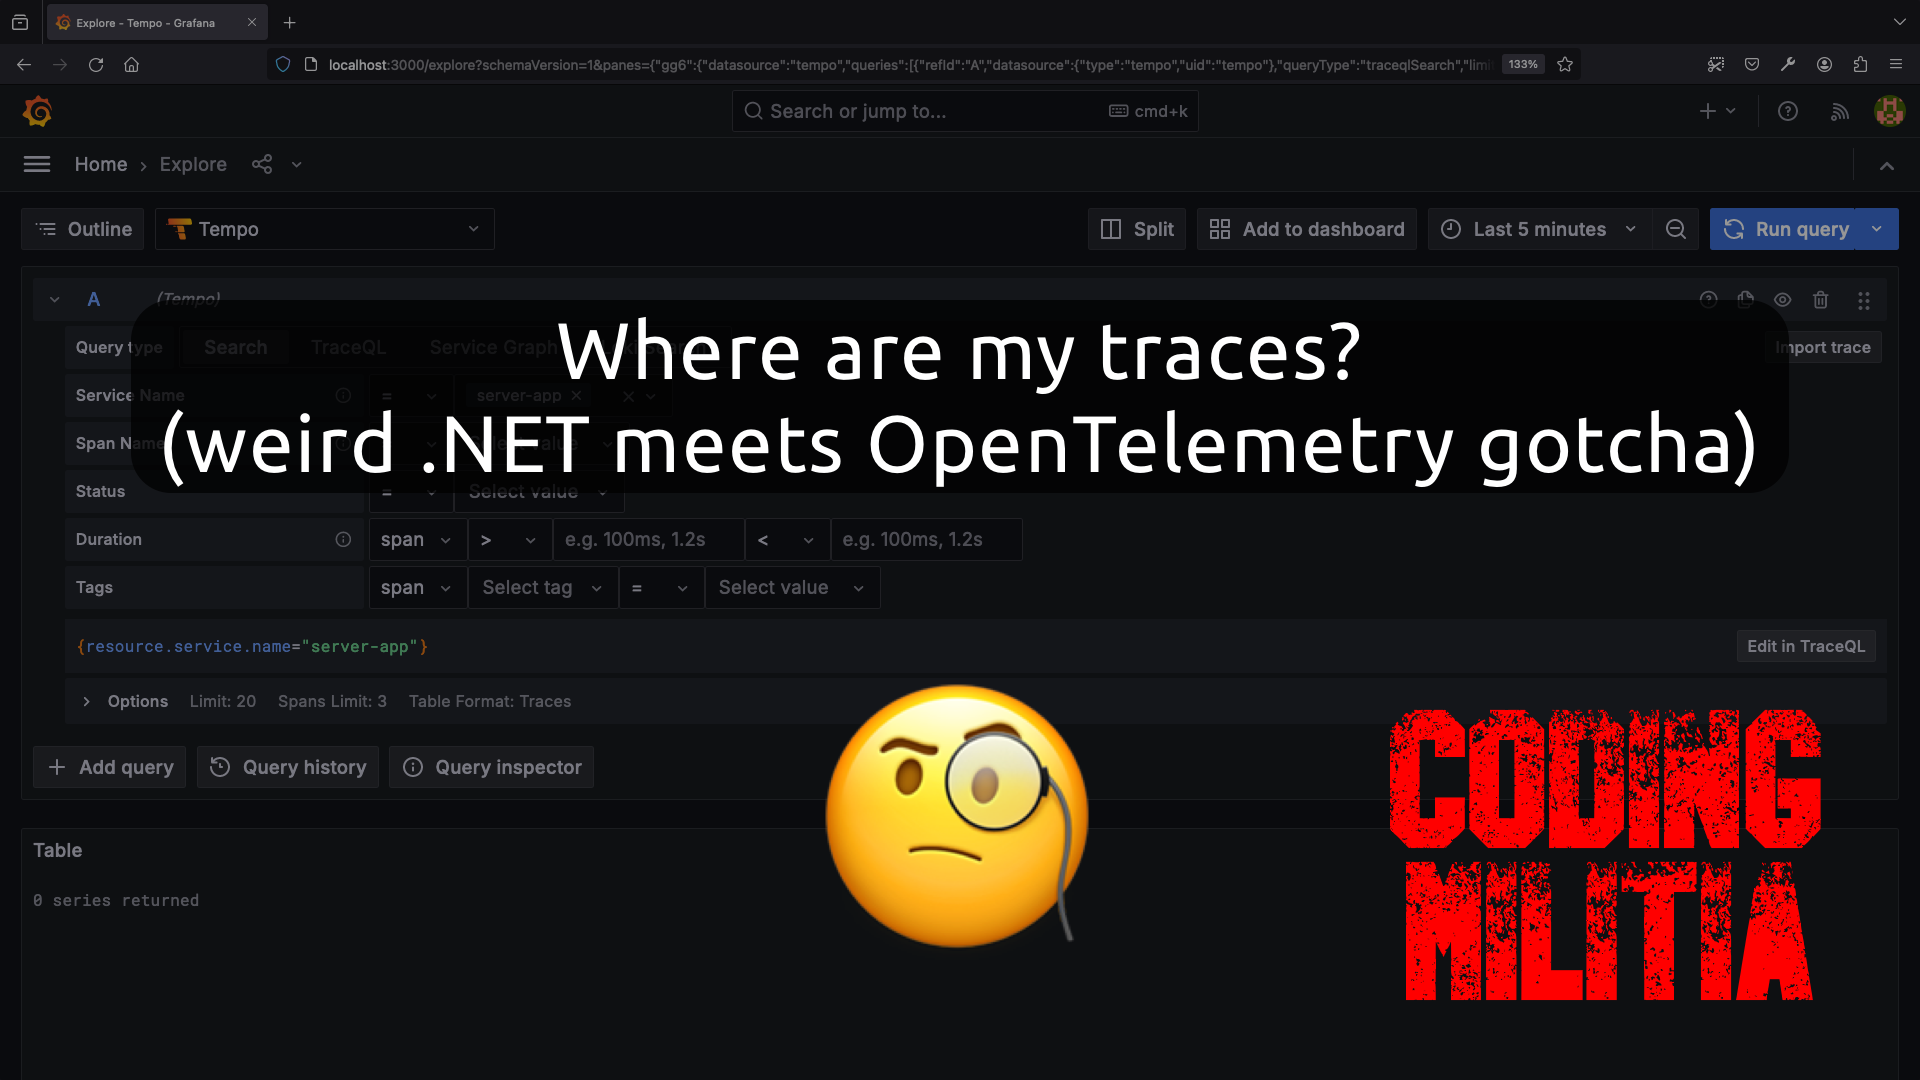 Explore - Tempo - Grafana
localhost:3000/explore?schemaVersion=1&panes={"gg6":{"datasource":"tempo","queries":[{"refId":"A","datasource":{"type":"tempo","uid":"tempo"},"queryType":"traceqlSearch","limi
133%
Search or jump to...
cmd+k
Home › Explore
Outline
Tempo
Split
Add to dashboard
Last 5 minutes
Run query
A (Tempo)
Where are my traces?
(weird .NET meets OpenTelemetry gotcha)
Query type Search TraceQL Service Graph
Import trace
Service Name = server-app
Span Name
Status = Select value
Duration span > e.g. 100ms, 1.2s < e.g. 100ms, 1.2s
Tags span Select tag = Select value
{resource.service.name="server-app"}
Edit in TraceQL
Options Limit: 20 Spans Limit: 3 Table Format: Traces
Add query
Query history
Query inspector
CODING
MILITIA
Table
0 series returned